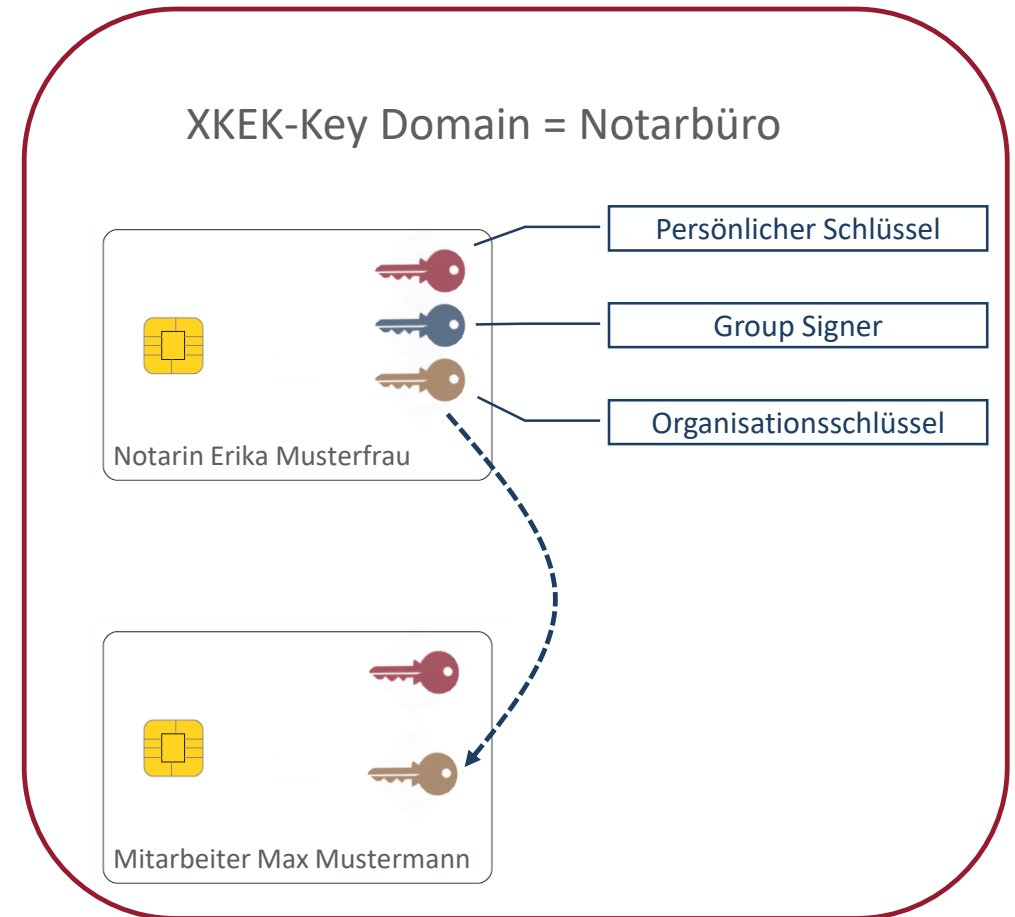 XKEK-Key Domain = Notarbüro
Persönlicher Schlüssel
Group Signer
Organisationsschlüssel
Notarin Erika Musterfrau
Mitarbeiter Max Mustermann